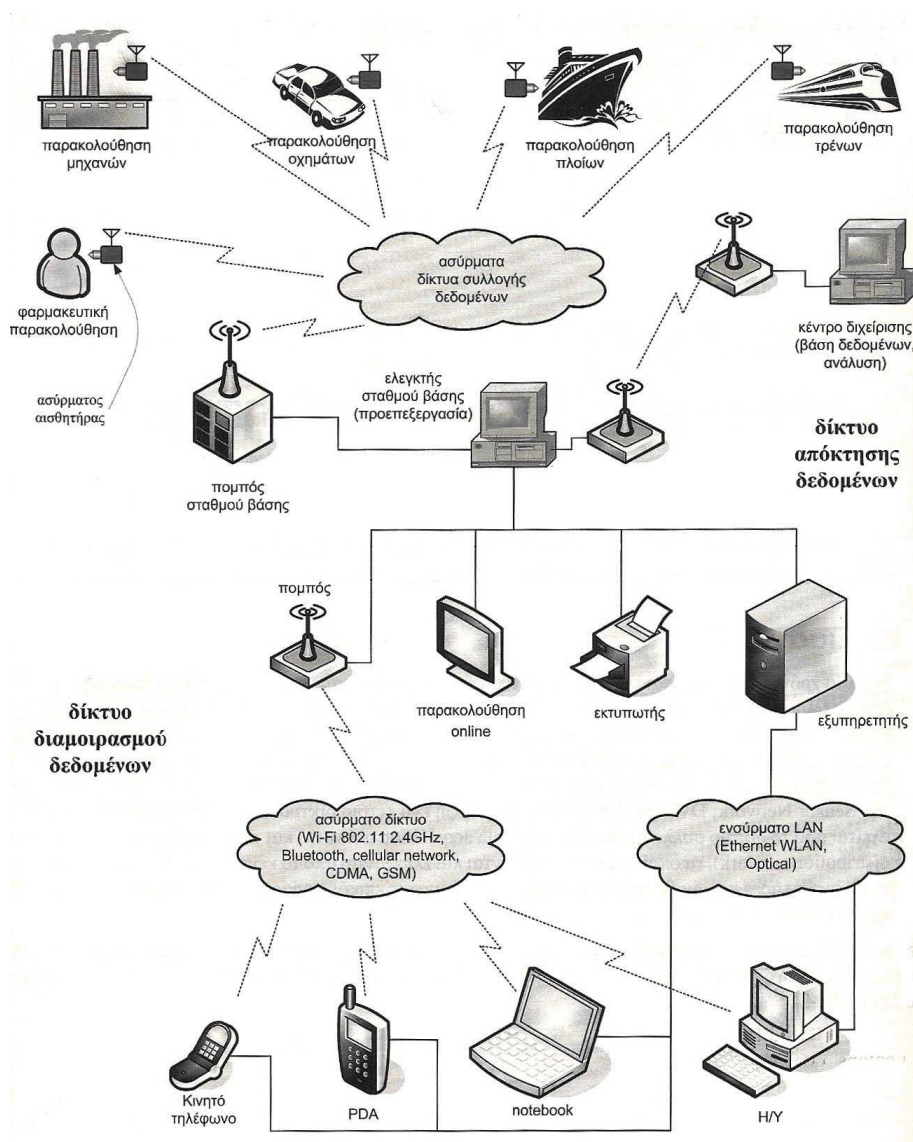 παρακολούθηση
μηχανών
παρακολούθηση
οχημάτων
παρακολούθηση
πλοίων
παρακολούθηση
τρένων
ασύρματα
δίκτυα συλλογής
δεδομένων
φαρμακευτική
παρακολούθηση
κέντρο διχείρισης
(βάση δεδομένων,
ανάλυση)
ασύρματος
αισθητήρας
ελεγκτής
σταθμού βάσης
(προεπεξεργασία)
δίκτυο
απόκτησης
δεδομένων
πομπός
σταθμού βάσης
πομπός
παρακολούθηση
online
εκτυπωτής
εξυπηρετητής
δίκτυο
διαμοιρασμού
δεδομένων
ασύρματο δίκτυο
(Wi-Fi 802.11 2.4GHz,
Bluetooth, cellular network,
CDMA, GSM)
ενσύρματο LAN
(Ethernet WLAN,
Optical)
Κινητό
τηλέφωνο
PDA
notebook
Η/Υ